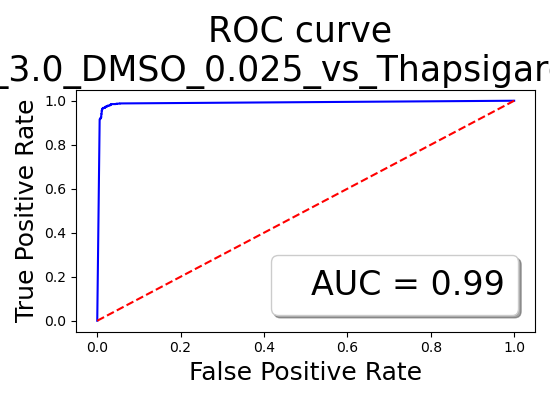 ROC curve
_3.0_DMSO_0.025_vs_Thapsigar
True Positive Rate
1.0
0.8
0.6
0.4
0.2
0.0
AUC = 0.99
0.0 0.2 0.4 0.6 0.8 1.0
False Positive Rate